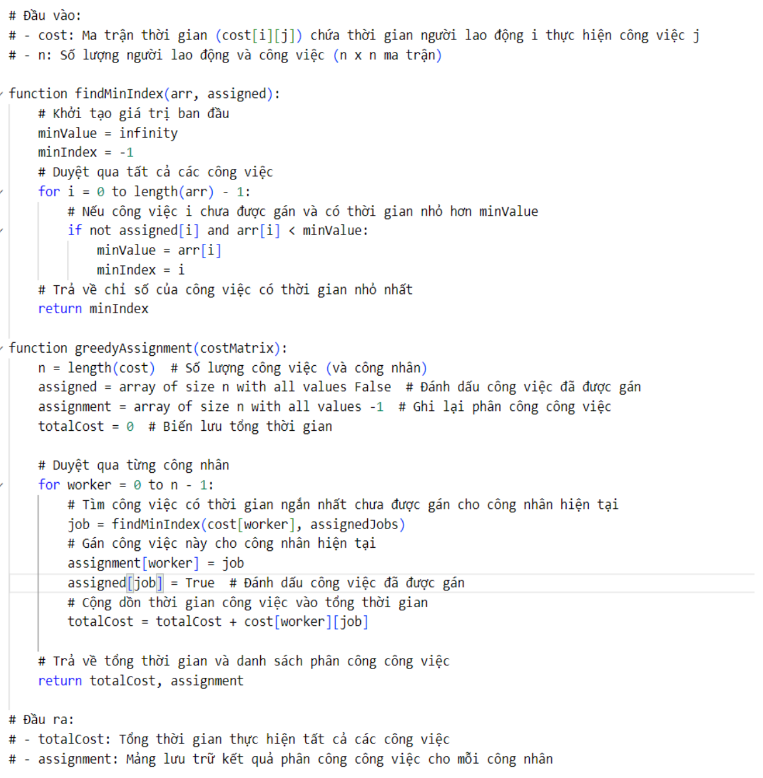 # Đầu vào:
# - cost: Ma trận thời gian (cost[i][j]) chứa thời gian người lao động i thực hiện công việc j
# - n: Số lượng người lao động và công việc (n x n ma trận)
function findMinIndex(arr, assigned):
# Khởi tạo giá trị ban đầu
minValue = infinity
minIndex = -1
# Duyệt qua tất cả các công việc
for i = 0 to length(arr) - 1:
# Nếu công việc i chưa được gán và có thời gian nhỏ hơn minValue
if not assigned[i] and arr[i] < minValue:
minValue = arr[i]
minIndex = i
# Trả về chỉ số của công việc có thời gian nhỏ nhất
return minIndex
function greedyAssignment(costMatrix):
n = length(cost)  # Số lượng công việc (và công nhân)
assigned = array of size n with all values False  # Đánh dấu công việc đã được gán
assignment = array of size n with all values -1  # Ghi lại phân công công việc
totalCost = 0  # Biến lưu tổng thời gian
# Duyệt qua từng công nhân
for worker = 0 to n - 1:
# Tìm công việc có thời gian ngắn nhất chưa được gán cho công nhân hiện tại
job = findMinIndex(cost[worker], assignedJobs)
# Gán công việc này cho công nhân hiện tại
assignment[worker] = job
assigned[job] = True  # Đánh dấu công việc đã được gán
# Cộng dồn thời gian công việc vào tổng thời gian
totalCost = totalCost + cost[worker][job]
# Trả về tổng thời gian và danh sách phân công công việc
return totalCost, assignment
# Đầu ra:
# - totalCost: Tổng thời gian thực hiện tất cả các công việc
# - assignment: Mảng lưu trữ kết quả phân công công việc cho mỗi công nhân